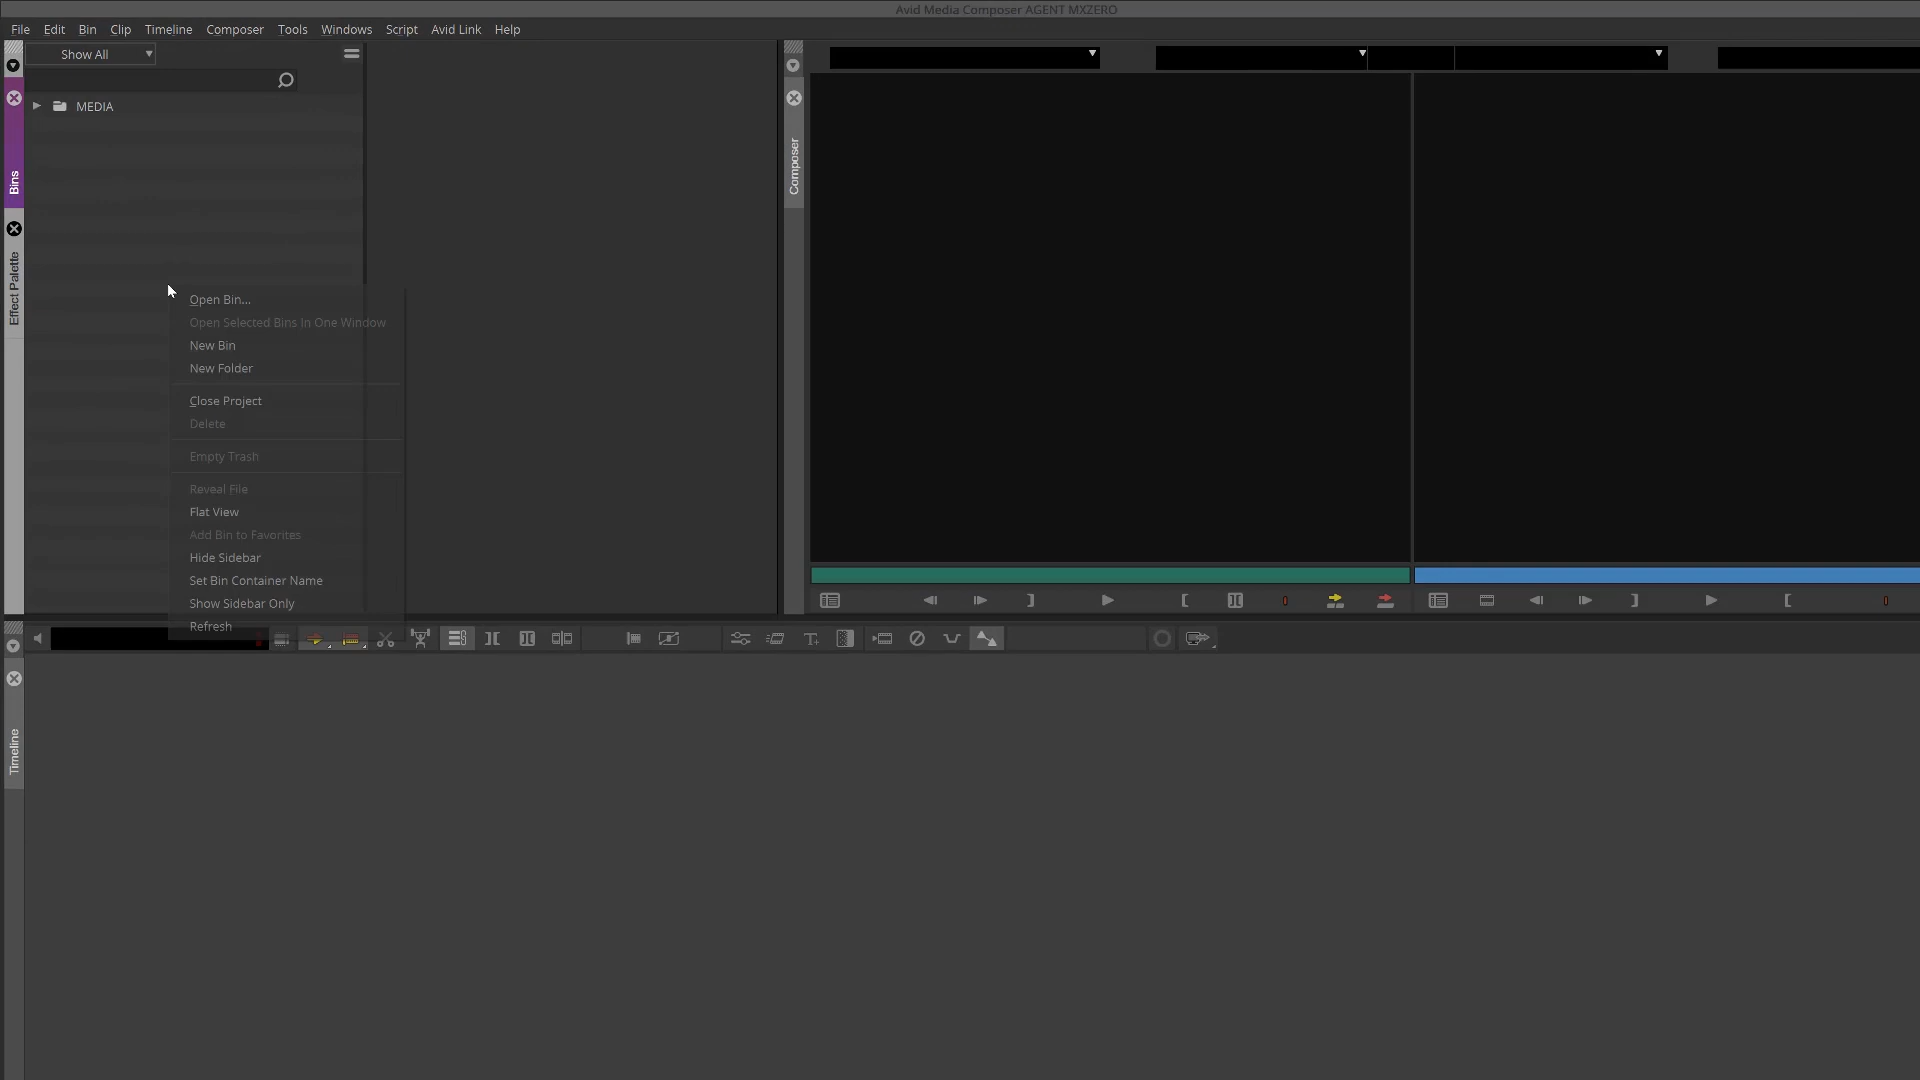 Avid Media Composer AGENT MXZERO
File Edit Bin Clip Timeline Composer Tools Windows Script Avid Link Help
Show All
MEDIA
Bins
Effect Palette
Composer
Open Bin...
Open Selected Bins In One Window
New Bin
New Folder
Close Project
Delete
Empty Trash
Reveal File
Flat View
Add Bin to Favorites
Hide Sidebar
Set Bin Container Name
Show Sidebar Only
Refresh
Timeline